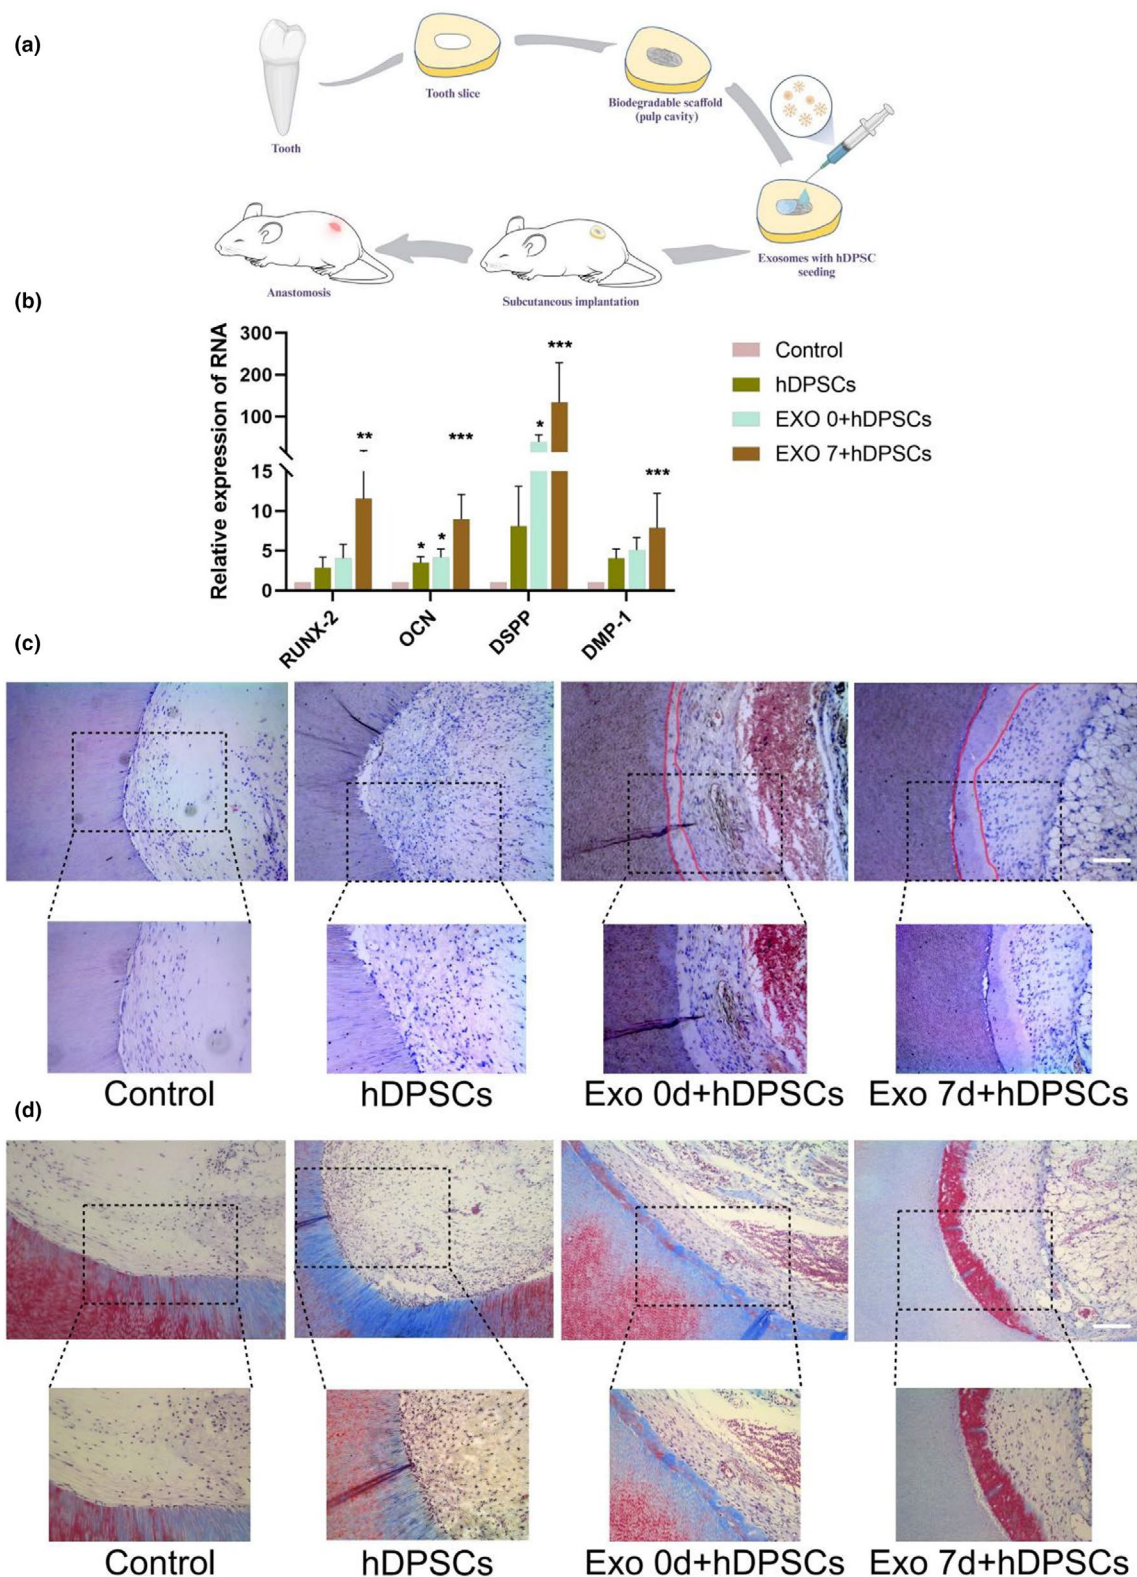 (a)
Tooth
Tooth slice
Biodegradable scaffold
(pulp cavity)
Exosomes with hDPSC
seeding
Subcutaneous implantation
Anastomosis
(b)
Relative expression of RNA
300
200
100
15
10
5
0
**
*
*
***
*
***
***
RUNX-2
OCN
DSPP
DMP-1
Control
hDPSCs
EXO 0+hDPSCs
EXO 7+hDPSCs
(c)
Control
hDPSCs
Exo 0d+hDPSCs
Exo 7d+hDPSCs
(d)
Control
hDPSCs
Exo 0d+hDPSCs
Exo 7d+hDPSCs